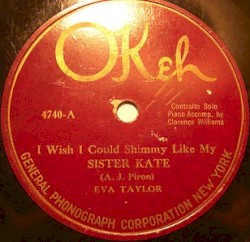 OKeh
4740-A
Contralto Solo
Piano Accomp. by
Clarence Williams
I Wish I Could Shimmy Like My
SISTER KATE
(A. J. Piron)
EVA TAYLOR
GENERAL PHONOGRAPH CORPORATION NEW YORK